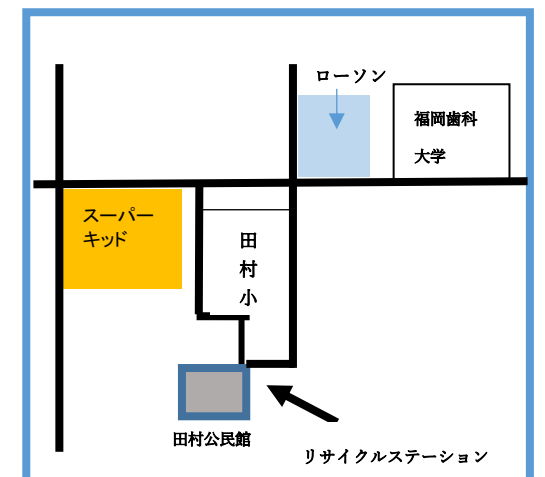 ローソン
福岡歯科
大学
スーパー
キッド
田
村
小
田村公民館
リサイクルステーション